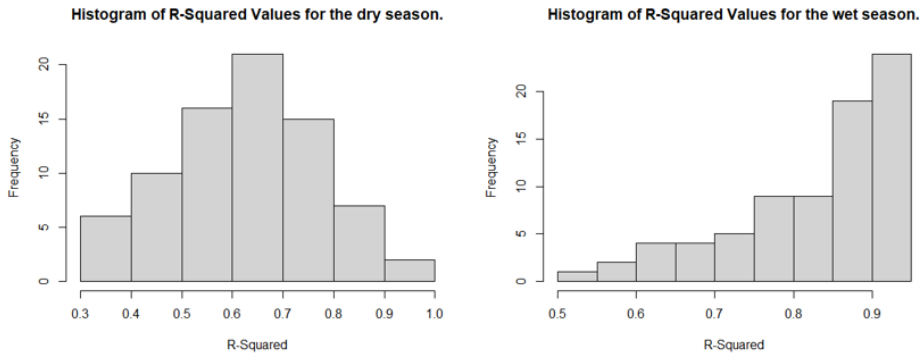 Histogram of R-Squared Values for the dry season.
Frequency
0 5 10 15 20
0.3 0.4 0.5 0.6 0.7 0.8 0.9 1.0
R-Squared
Histogram of R-Squared Values for the wet season.
Frequency
0 5 10 15 20
0.5 0.6 0.7 0.8 0.9
R-Squared